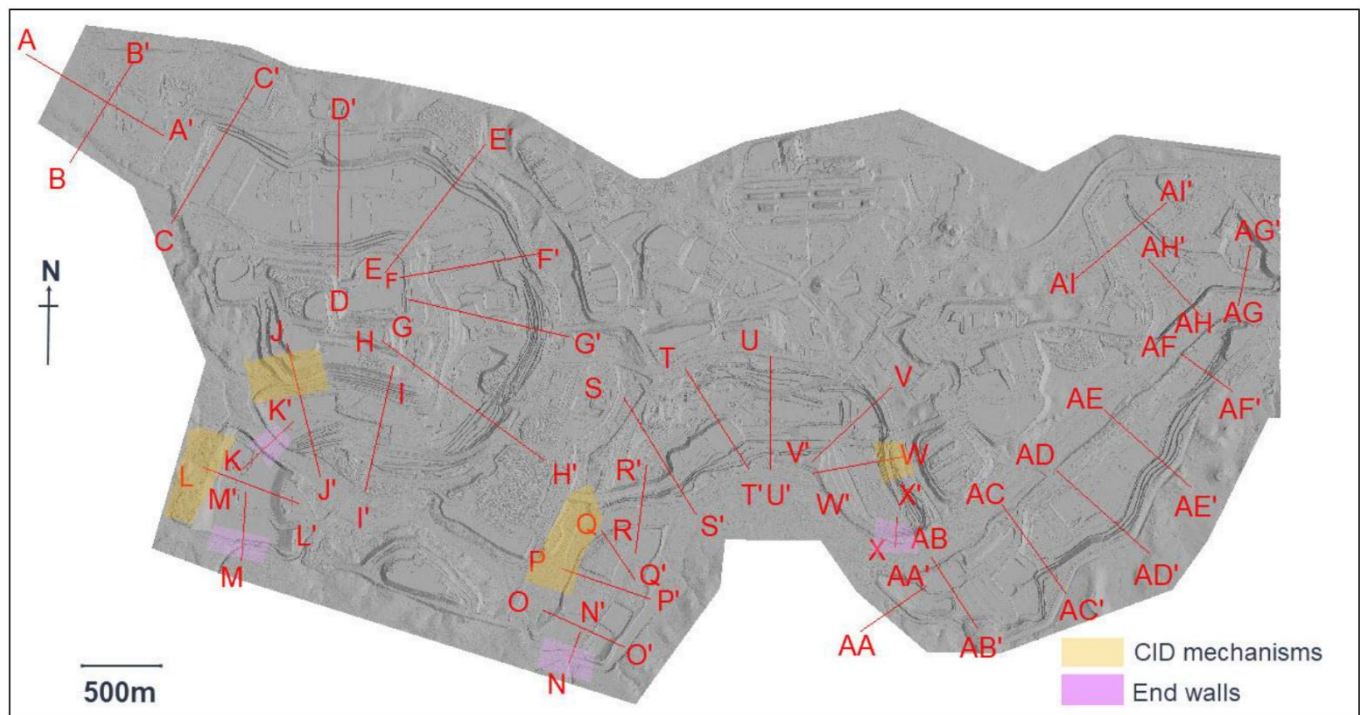 A
B'
C'
A'
D'
E'
B
C
AI'
AH'
AG'
E
F
F'
AI
D
G
AG
J
H
G'
AH
AF
N
U
T
I
S
V
K'
AE
AF'
V'
W
H'
R'
K
L
AD
M'
J'
T'
U'
X'
AC
AE'
I'
W'
S'
L'
Q
R
X
AB
M
P
Q'
AA'
AD'
O
N'
P'
AC'
AA
AB'
O'
N
CID mechanisms
End walls
500m